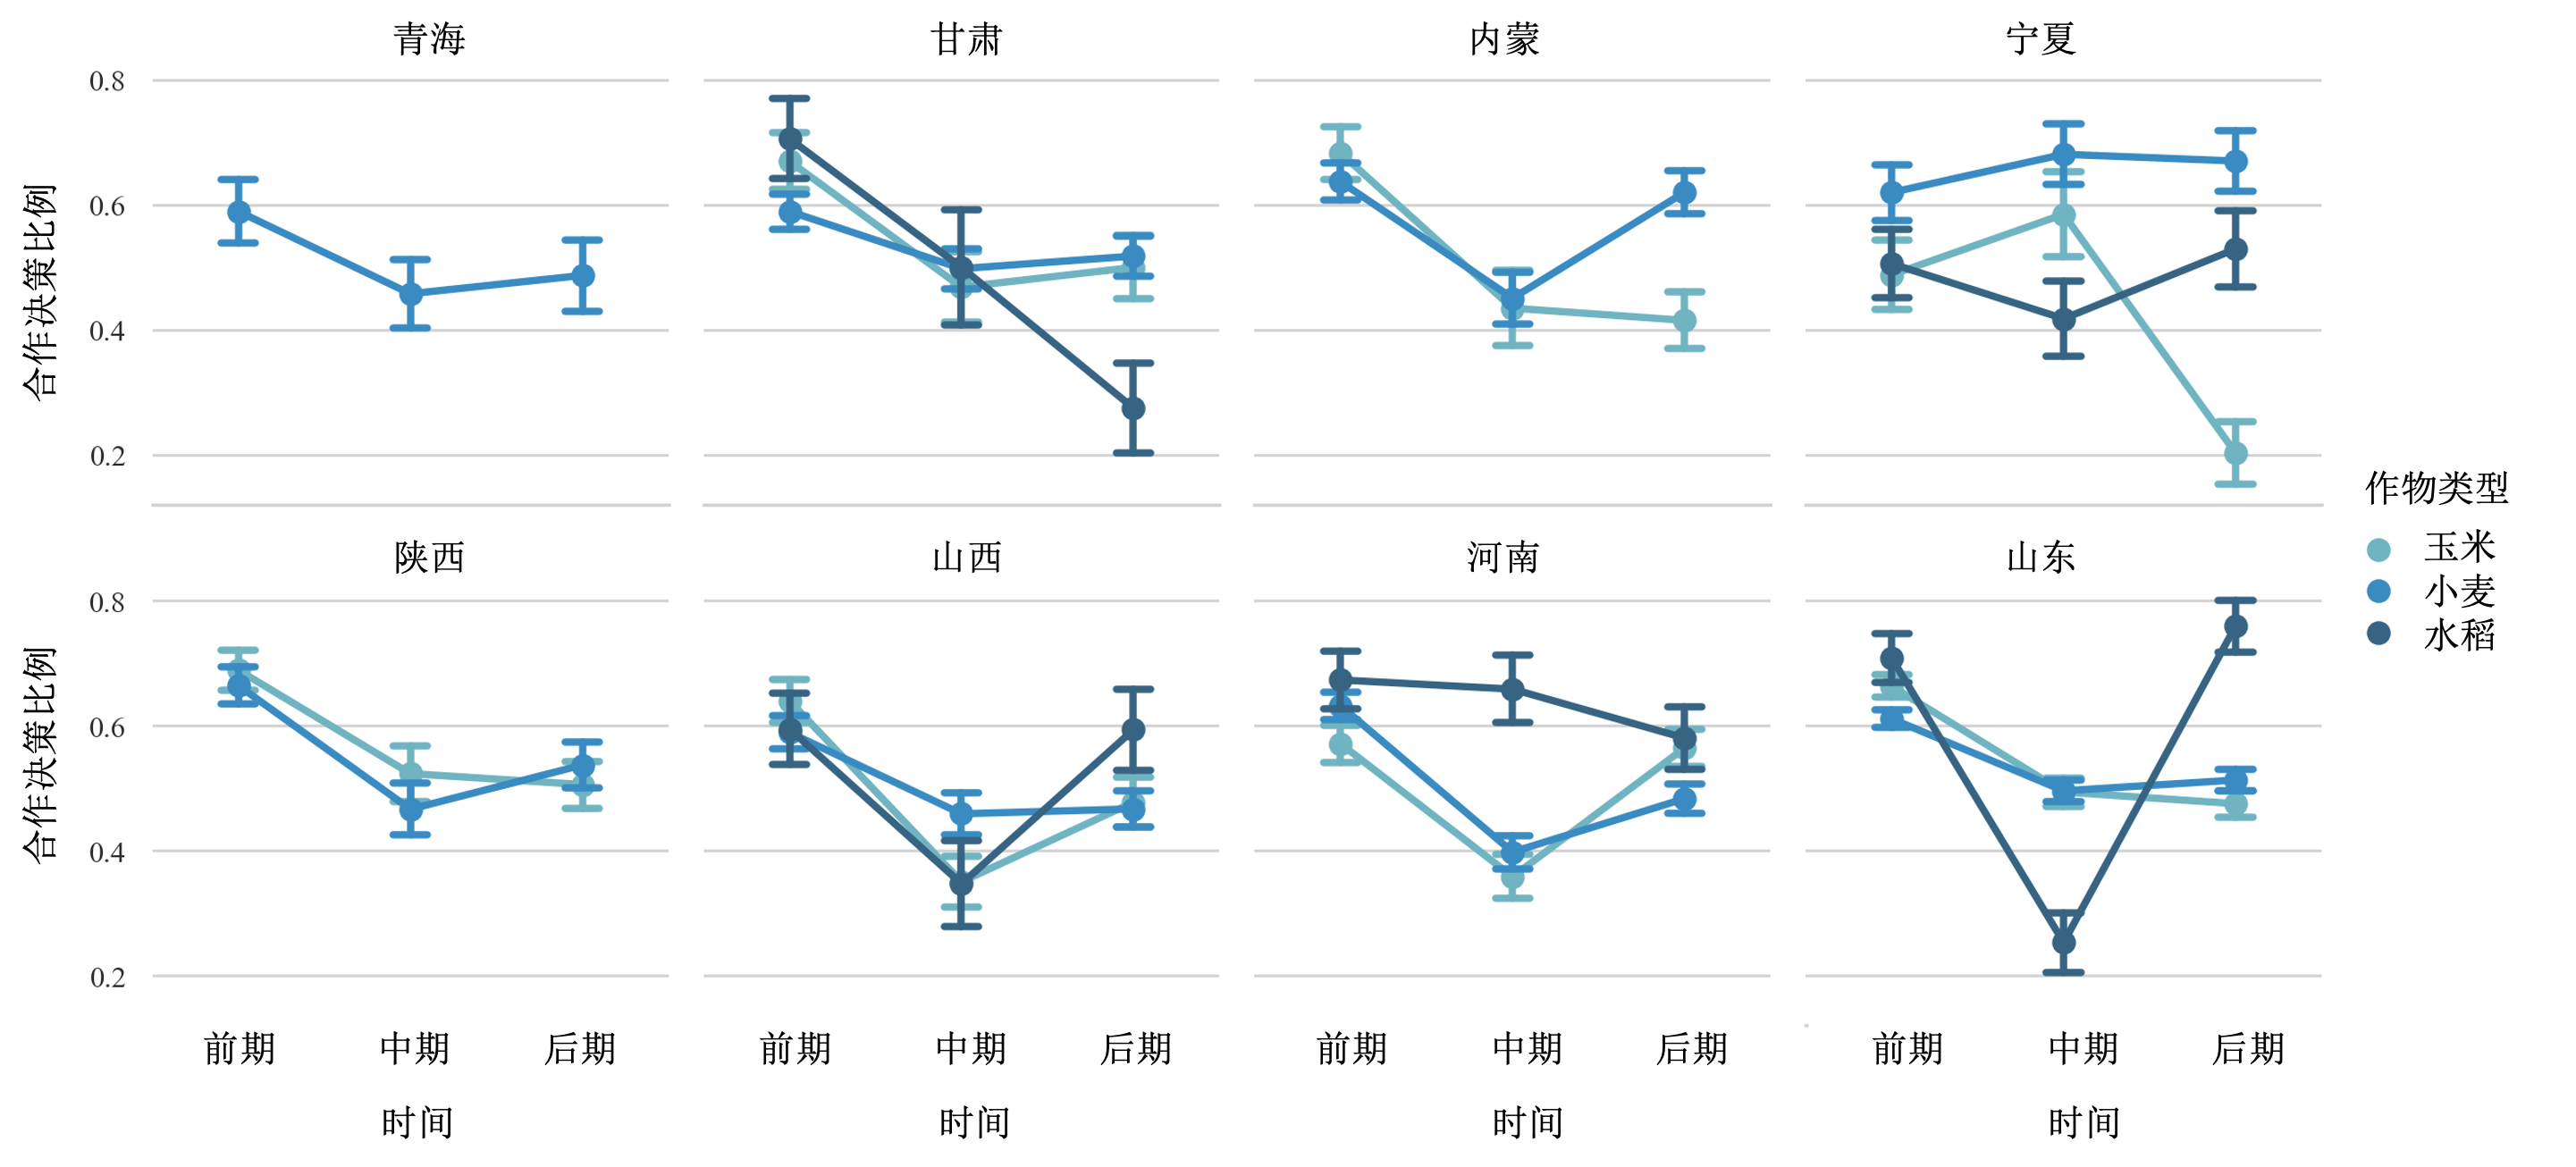 青海 甘肃 内蒙 宁夏
合作决策比例
0.8
0.6
0.4
0.2
陕西 山西 河南 山东
合作决策比例
0.8
0.6
0.4
0.2
前期 中期 后期 前期 中期 后期 前期 中期 后期 前期 中期 后期
时间 时间 时间 时间
作物类型
玉米
小麦
水稻